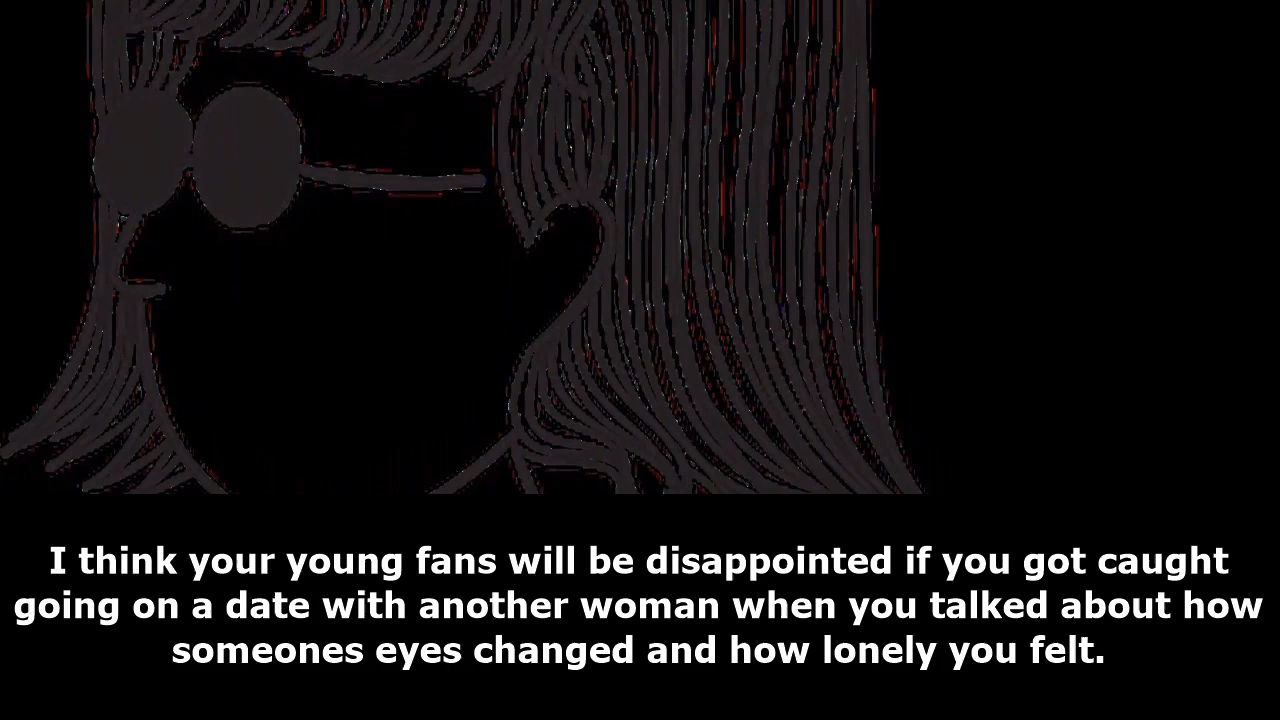 I think your young fans will be disappointed if you got caught
going on a date with another woman when you talked about how
someones eyes changed and how lonely you felt.